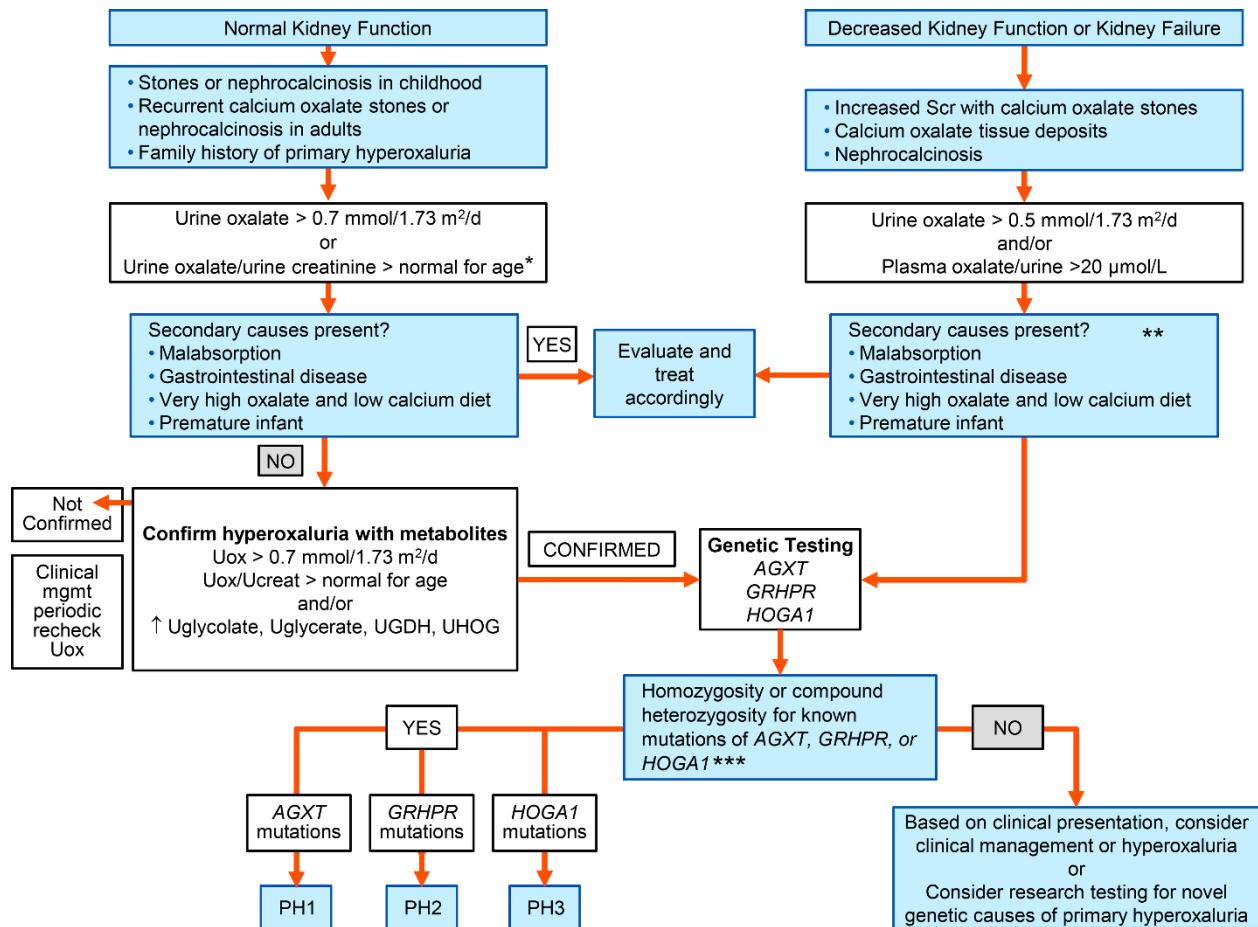 Normal Kidney Function
• Stones or nephrocalcinosis in childhood
• Recurrent calcium oxalate stones or
nephrocalcinosis in adults
• Family history of primary hyperoxaluria
Urine oxalate > 0.7 mmol/1.73 m²/d
or
Urine oxalate/urine creatinine > normal for age*
Secondary causes present?
• Malabsorption
• Gastrointestinal disease
• Very high oxalate and low calcium diet
• Premature infant
YES
Evaluate and
treat
accordingly
Decreased Kidney Function or Kidney Failure
• Increased Scr with calcium oxalate stones
• Calcium oxalate tissue deposits
• Nephrocalcinosis
Urine oxalate > 0.5 mmol/1.73 m²/d
and/or
Plasma oxalate/urine >20 µmol/L
Secondary causes present? **
• Malabsorption
• Gastrointestinal disease
• Very high oxalate and low calcium diet
• Premature infant
NO
Not
Confirmed
Clinical
mgmt
periodic
recheck
Uox
Confirm hyperoxaluria with metabolites
Uox > 0.7 mmol/1.73 m²/d
Uox/Ucreat > normal for age
and/or
↑ Uglycolate, Uglycerate, UGDH, UHOG
CONFIRMED
Genetic Testing
AGXT
GRHPR
HOGA1
Homozygosity or compound
heterozygosity for known
mutations of AGXT, GRHPR, or
HOGA1***
YES
NO
AGXT
mutations
GRHPR
mutations
HOGA1
mutations
PH1
PH2
PH3
Based on clinical presentation, consider
clinical management or hyperoxaluria
or
Consider research testing for novel
genetic causes of primary hyperoxaluria